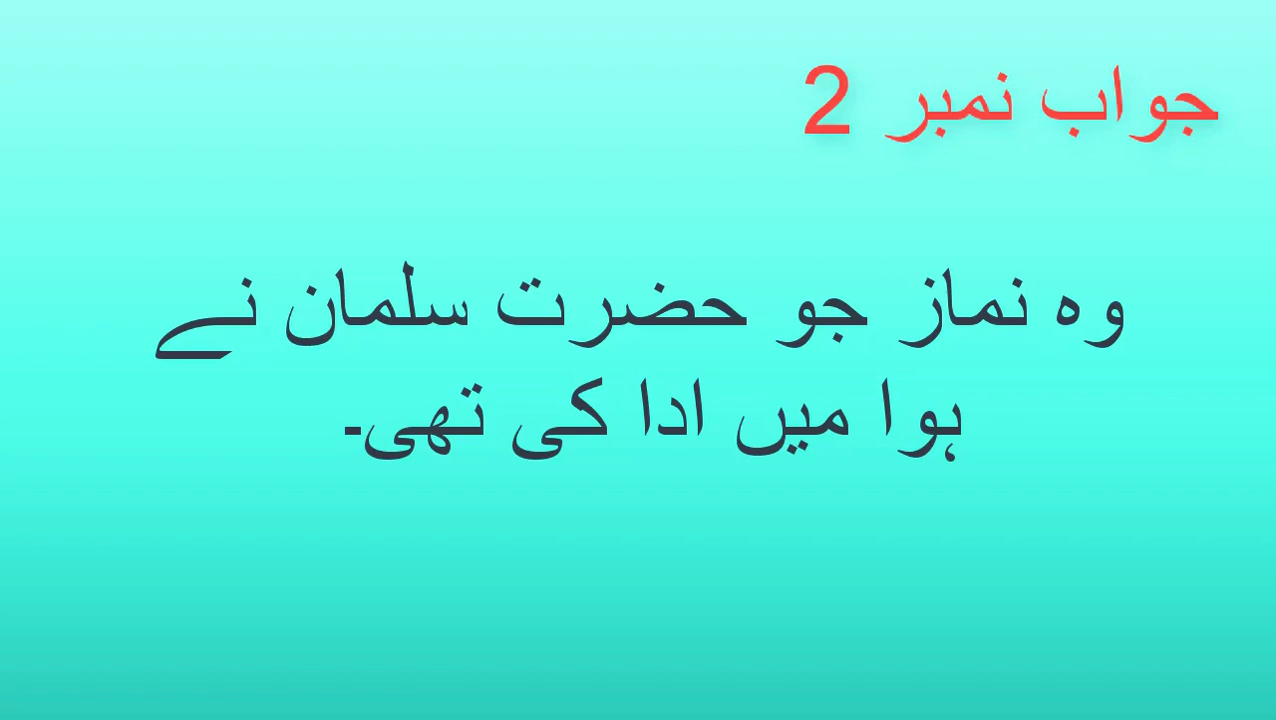 جواب نمبر 2
وہ نماز جو حضرت سلمان نے
ہوا میں ادا کی تھی۔